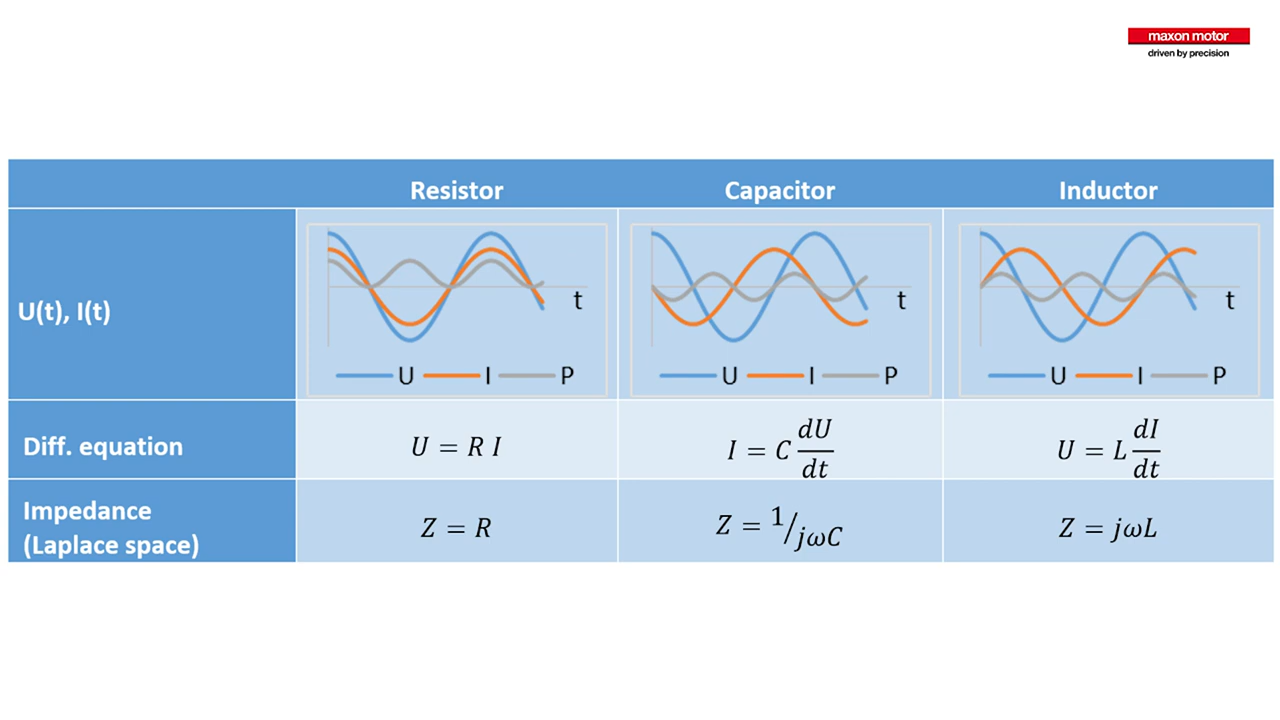 maxon motor
driven by precision
Resistor Capacitor Inductor
U(t), I(t)
t t t
U I P U I P U I P
Diff. equation
U = R I
I = C dU/dt
U = L dI/dt
Impedance
(Laplace space)
Z = R
Z = 1/jωC
Z = jωL